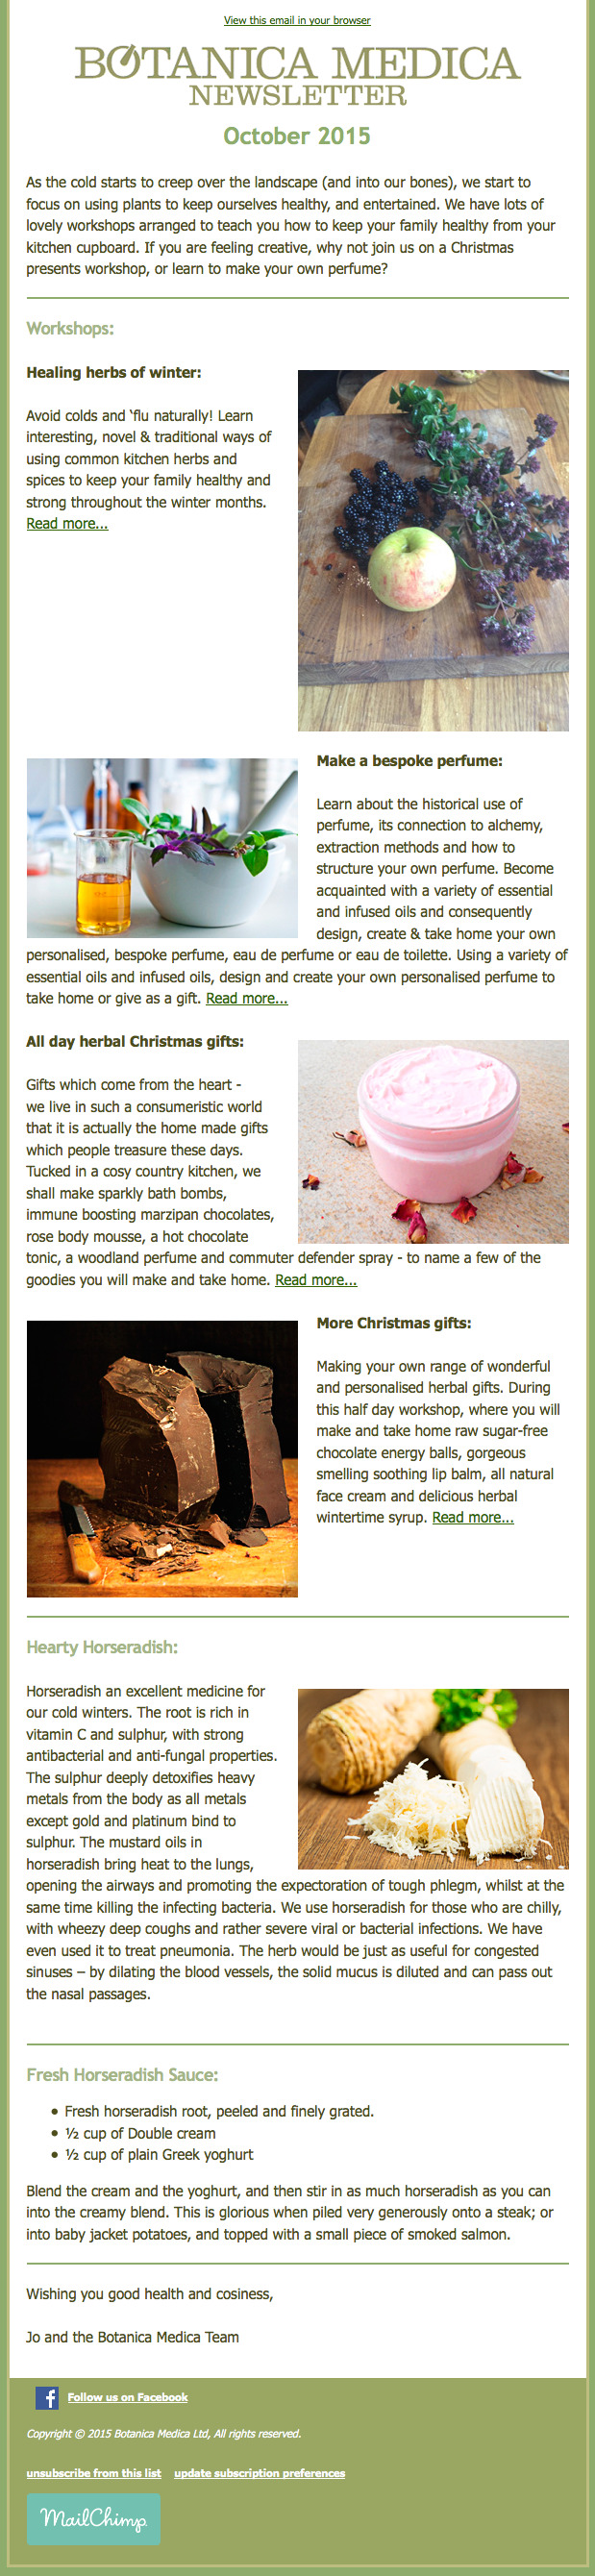 View this email in your browser
BOTANICA MEDICA
NEWSLETTER
October 2015
As the cold starts to creep over the landscape (and into our bones), we start to
focus on using plants to keep ourselves healthy, and entertained. We have lots of
lovely workshops arranged to teach you how to keep your family healthy from your
kitchen cupboard. If you are feeling creative, why not join us on a Christmas
presents workshop, or learn to make your own perfume?
Workshops:
Healing herbs of winter:
Avoid colds and ‘flu naturally! Learn
interesting, novel & traditional ways of
using common kitchen herbs and
spices to keep your family healthy and
strong throughout the winter months.
Read more...
Make a bespoke perfume:
Learn about the historical use of
perfume, its connection to alchemy,
extraction methods and how to
structure your own perfume. Become
acquainted with a variety of essential
and infused oils and consequently
design, create & take home your own
personalised, bespoke perfume, eau de perfume or eau de toilette. Using a variety of
essential oils and infused oils, design and create your own personalised perfume to
take home or give as a gift. Read more...
All day herbal Christmas gifts:
Gifts which come from the heart -
we live in such a consumeristic world
that it is actually the home made gifts
which people treasure these days.
Tucked in a cosy country kitchen, we
shall make sparkly bath bombs,
immune boosting marzipan chocolates,
rose body mousse, a hot chocolate
tonic, a woodland perfume and commuter defender spray - to name a few of the
goodies you will make and take home. Read more...
More Christmas gifts:
Making your own range of wonderful
and personalised herbal gifts. During
this half day workshop, where you will
make and take home raw sugar-free
chocolate energy balls, gorgeous
smelling soothing lip balm, all natural
face cream and delicious herbal
wintertime syrup. Read more...
Hearty Horseradish:
Horseradish an excellent medicine for
our cold winters. The root is rich in
vitamin C and sulphur, with strong
antibacterial and anti-fungal properties.
The sulphur deeply detoxifies heavy
metals from the body as all metals
except gold and platinum bind to
sulphur. The mustard oils in
horseradish bring heat to the lungs,
opening the airways and promoting the expectoration of tough phlegm, whilst at the
same time killing the infecting bacteria. We use horseradish for those who are chilly,
with wheezy deep coughs and rather severe viral or bacterial infections. We have
even used it to treat pneumonia. The herb would be just as useful for congested
sinuses – by dilating the blood vessels, the solid mucus is diluted and can pass out
the nasal passages.
Fresh Horseradish Sauce:
• Fresh horseradish root, peeled and finely grated.
• ½ cup of Double cream
• ½ cup of plain Greek yoghurt
Blend the cream and the yoghurt, and then stir in as much horseradish as you can
into the creamy blend. This is glorious when piled very generously onto a steak; or
into baby jacket potatoes, and topped with a small piece of smoked salmon.
Wishing you good health and cosiness,
Jo and the Botanica Medica Team
f Follow us on Facebook
Copyright © 2015 Botanica Medica Ltd, All rights reserved.
unsubscribe from this list update subscription preferences
MailChimp